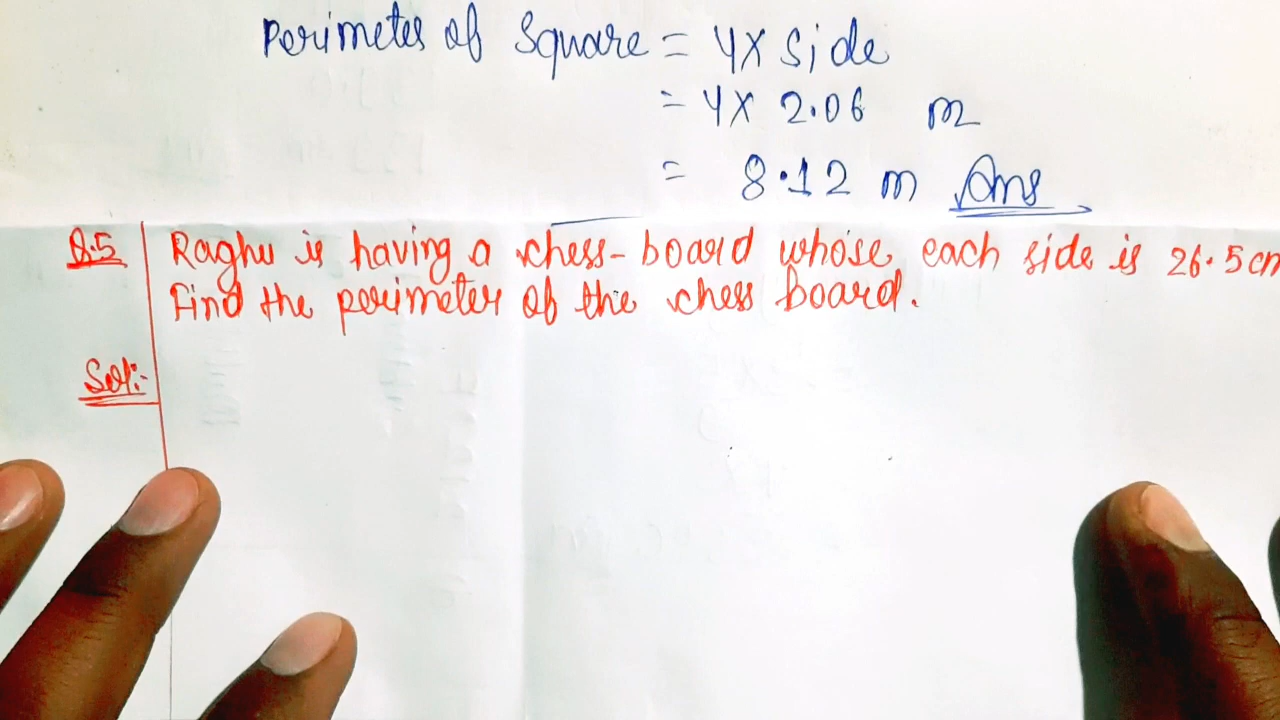 Perimeter of Square = 4X Side
= 4X 2.06 m
= 8.12 m Ans
Q.5 Raghu is having a chess-board whose each side is 26.5cm
Find the perimeter of the chess board.
Sol:-